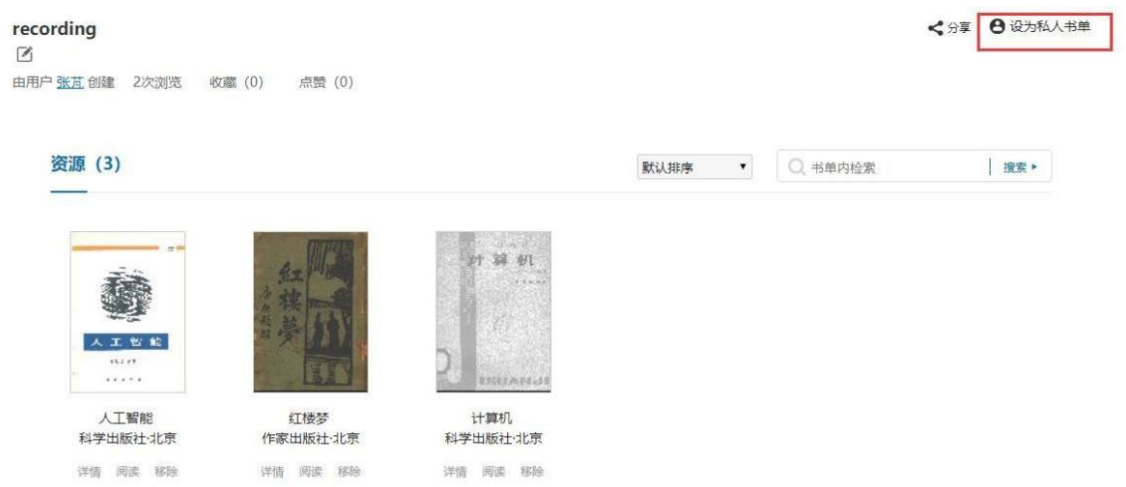 recording
分享 设为私人书单
由用户 张芃 创建 2次浏览 收藏（0） 点赞（0）
资源（3）
默认排序 书单内检索 搜索
人工智能
紅樓夢
计算机
JISUANJI
人工智能 红楼梦 计算机
科学出版社·北京 作家出版社·北京 科学出版社·北京
详情 阅读 移除 详情 阅读 移除 详情 阅读 移除